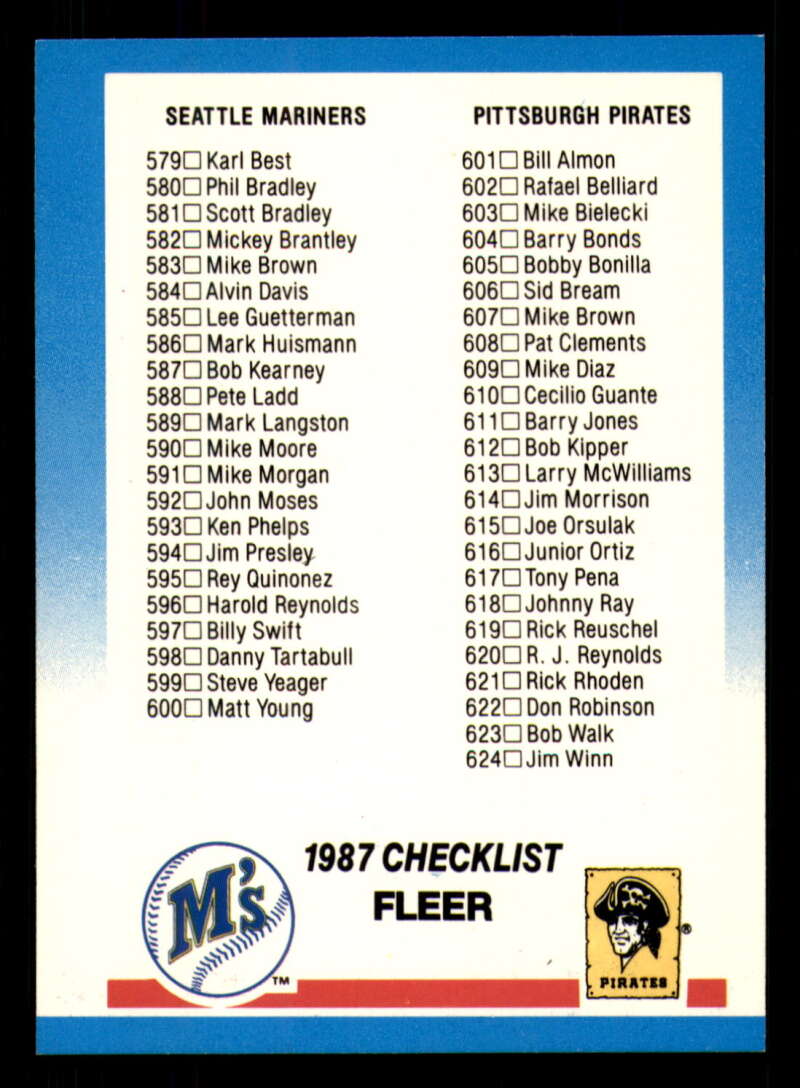 SEATTLE MARINERS
579☐ Karl Best
580☐ Phil Bradley
581☐ Scott Bradley
582☐ Mickey Brantley
583☐ Mike Brown
584☐ Alvin Davis
585☐ Lee Guetterman
586☐ Mark Huismann
587☐ Bob Kearney
588☐ Pete Ladd
589☐ Mark Langston
590☐ Mike Moore
591☐ Mike Morgan
592☐ John Moses
593☐ Ken Phelps
594☐ Jim Presley
595☐ Rey Quinonez
596☐ Harold Reynolds
597☐ Billy Swift
598☐ Danny Tartabull
599☐ Steve Yeager
600☐ Matt Young
PITTSBURGH PIRATES
601☐ Bill Almon
602☐ Rafael Belliard
603☐ Mike Bielecki
604☐ Barry Bonds
605☐ Bobby Bonilla
606☐ Sid Bream
607☐ Mike Brown
608☐ Pat Clements
609☐ Mike Diaz
610☐ Cecilio Guante
611☐ Barry Jones
612☐ Bob Kipper
613☐ Larry McWilliams
614☐ Jim Morrison
615☐ Joe Orsulak
616☐ Junior Ortiz
617☐ Tony Pena
618☐ Johnny Ray
619☐ Rick Reuschel
620☐ R. J. Reynolds
621☐ Rick Rhoden
622☐ Don Robinson
623☐ Bob Walk
624☐ Jim Winn
1987 CHECKLIST
FLEER
M's
TM
PIRATES
®